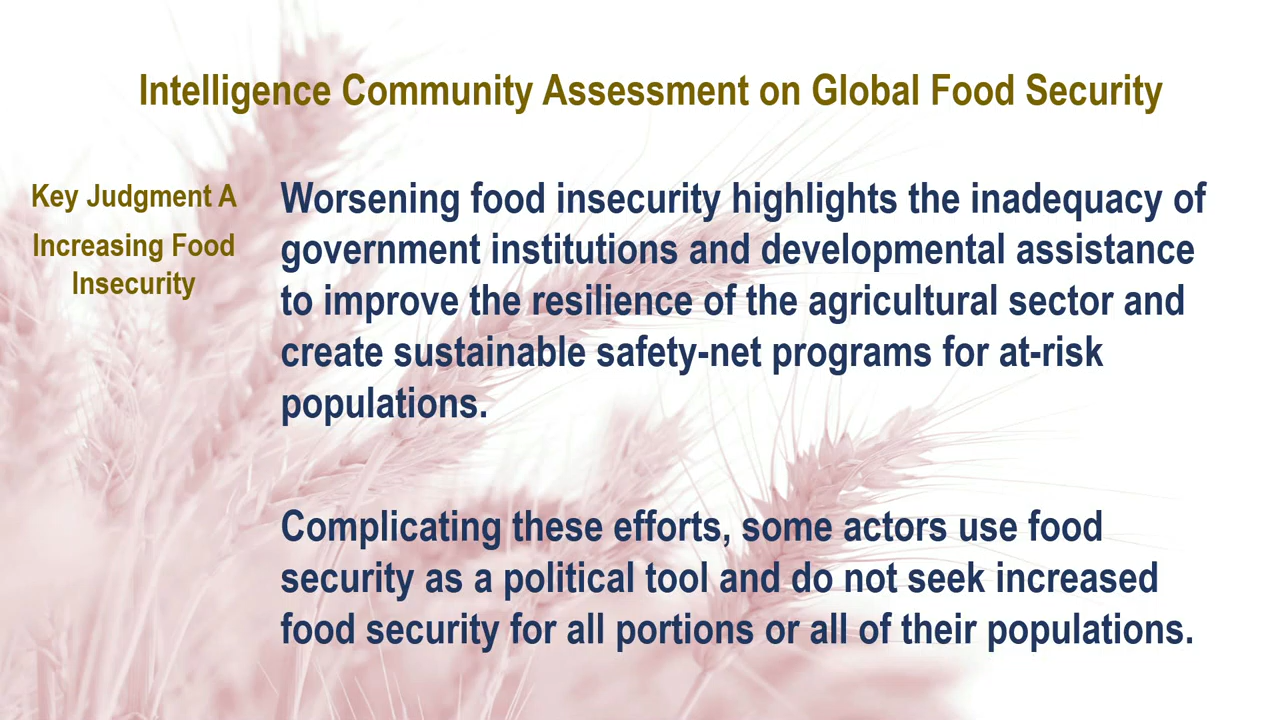 Intelligence Community Assessment on Global Food Security
Key Judgment A
Increasing Food
Insecurity
Worsening food insecurity highlights the inadequacy of
government institutions and developmental assistance
to improve the resilience of the agricultural sector and
create sustainable safety-net programs for at-risk
populations.
Complicating these efforts, some actors use food
security as a political tool and do not seek increased
food security for all portions or all of their populations.